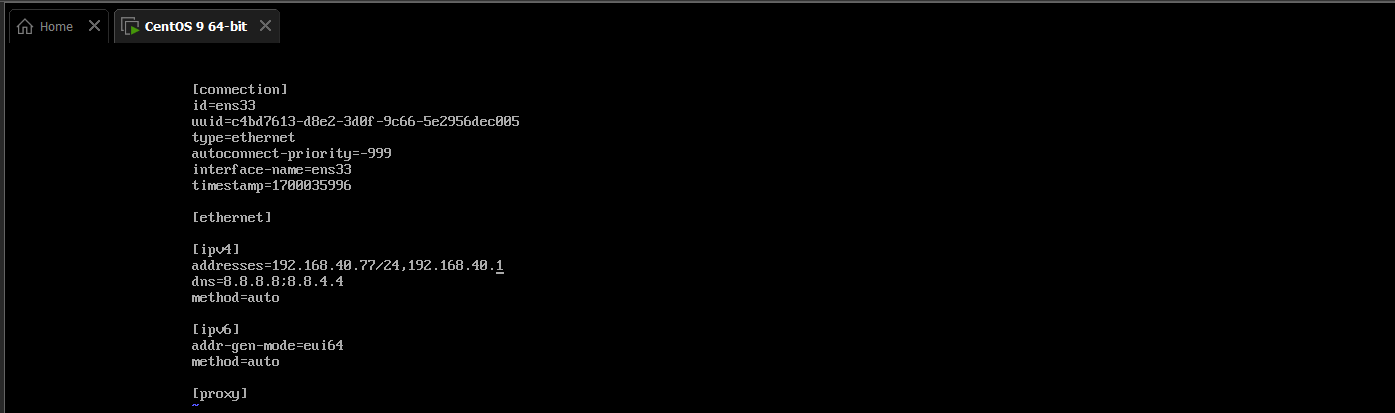 Home
CentOS 9 64-bit
[connection]
id=ens33
uuid=c4bd7613-d8e2-3d0f-9c66-5e2956dec005
type=ethernet
autoconnect-priority=-999
interface-name=ens33
timestamp=1700035996
[ethernet]
[ipv4]
addresses=192.168.40.77/24,192.168.40.1
dns=8.8.8.8;8.8.4.4
method=auto
[ipv6]
addr-gen-mode=eui64
method=auto
[proxy]
~